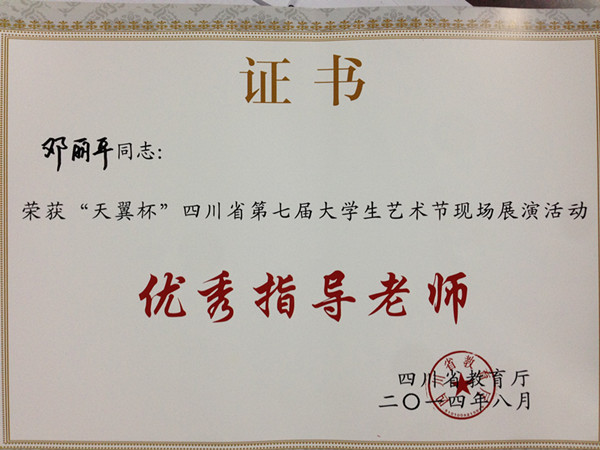 证书
邓丽平同志：
荣获“天翼杯”四川省第七届大学生艺术节现场展演活动
优秀指导老师
四川省教育厅
二〇一四年八月